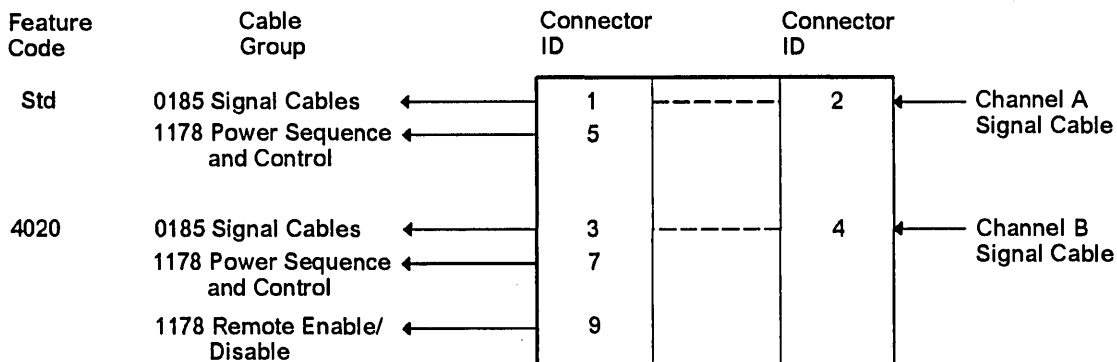 Feature Code
Cable Group
Connector ID
Connector ID
Std
0185 Signal Cables
1
2
Channel A Signal Cable
1178 Power Sequence and Control
5
4020
0185 Signal Cables
3
4
Channel B Signal Cable
1178 Power Sequence and Control
7
1178 Remote Enable/ Disable
9